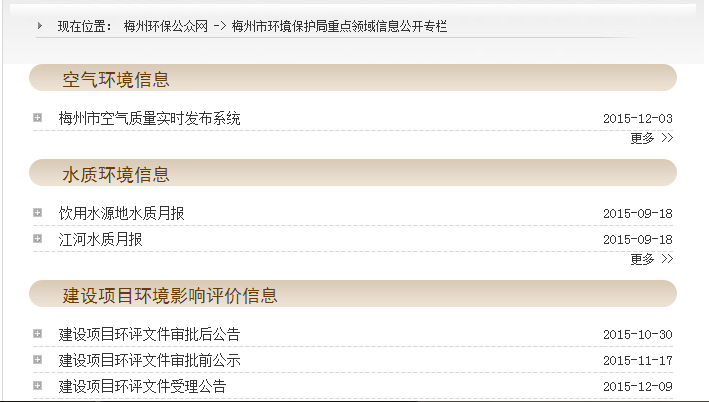 现在位置： 梅州环保公众网 -> 梅州市环境保护局重点领域信息公开专栏
空气环境信息
梅州市空气质量实时发布系统 2015-12-03
更多 >>
水质环境信息
饮用水源地水质月报 2015-09-18
江河水质月报 2015-09-18
更多 >>
建设项目环境影响评价信息
建设项目环评文件审批后公告 2015-10-30
建设项目环评文件审批前公示 2015-11-17
建设项目环评文件受理公告 2015-12-09